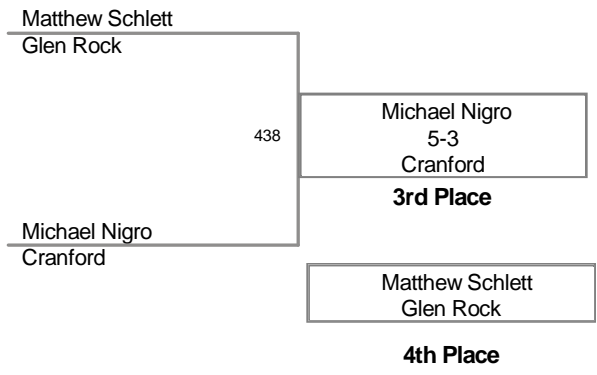 Matthew Schlett
Glen Rock
438
Michael Nigro
5-3
Cranford
3rd Place
Michael Nigro
Cranford
Matthew Schlett
Glen Rock
4th Place